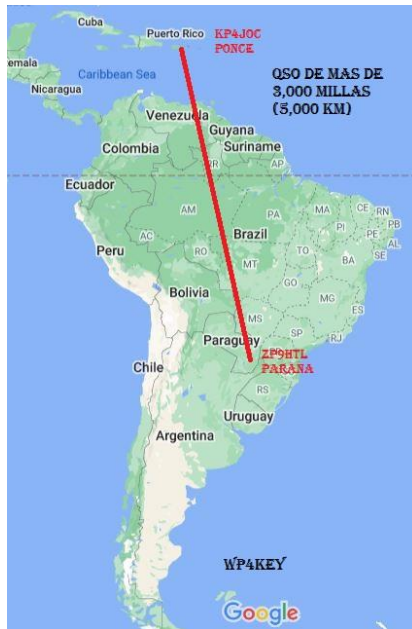 Cuba
Puerto Rico
KP4JOC
PONCE
emala
Caribbean Sea
Nicaragua
QSO DE MAS DE
3,000 MILLAS
(5,000 KM)
Venezuela
Guyana
Suriname
Colombia
RR
AP
Ecuador
AM
PA
MA
CE
RN
PB
PI
PE
AL
SE
AC
RO
Brazil
TO
BA
Peru
MT
GO
Bolivia
MG
ES
MS
SP
RJ
Paraguay
ZP9HTL
PARANA
Chile
RS
Uruguay
Argentina
WP4KEY
Google